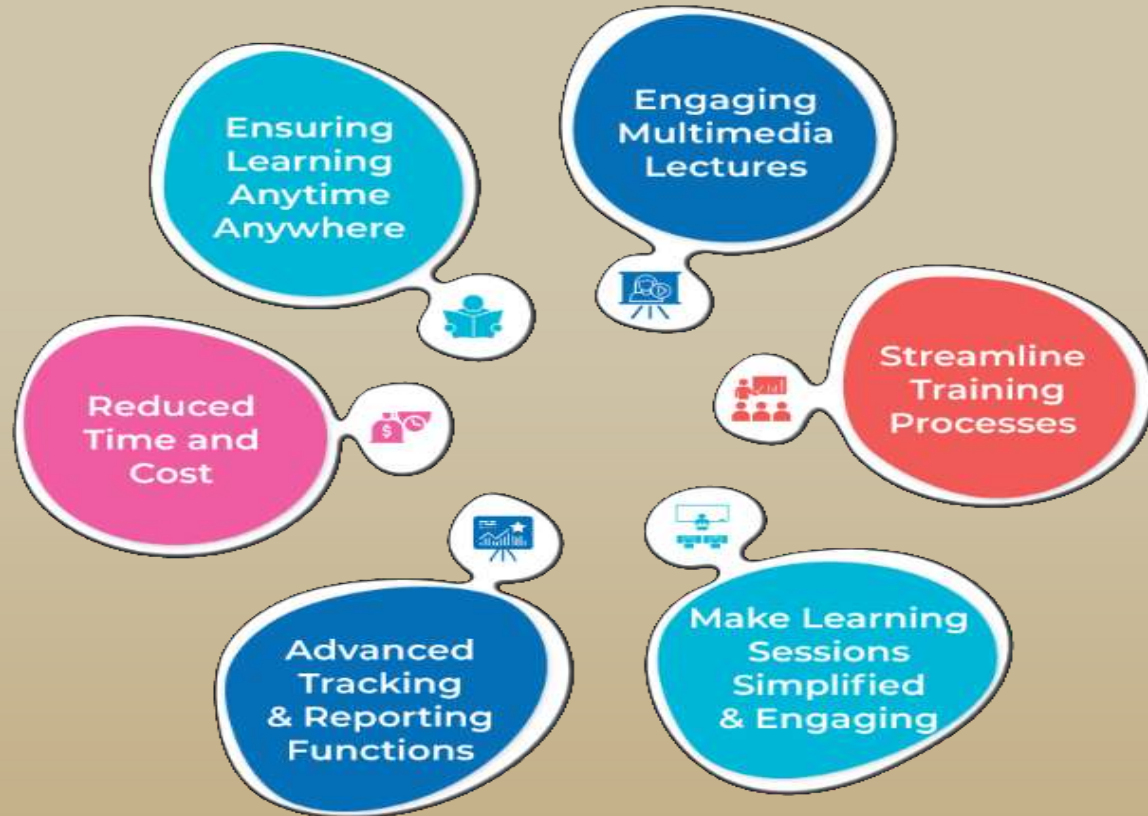 Ensuring
Learning
Anytime
Anywhere
Engaging
Multimedia
Lectures
Streamline
Training
Processes
Make Learning
Sessions
Simplified
& Engaging
Advanced
Tracking
& Reporting
Functions
Reduced
Time and
Cost